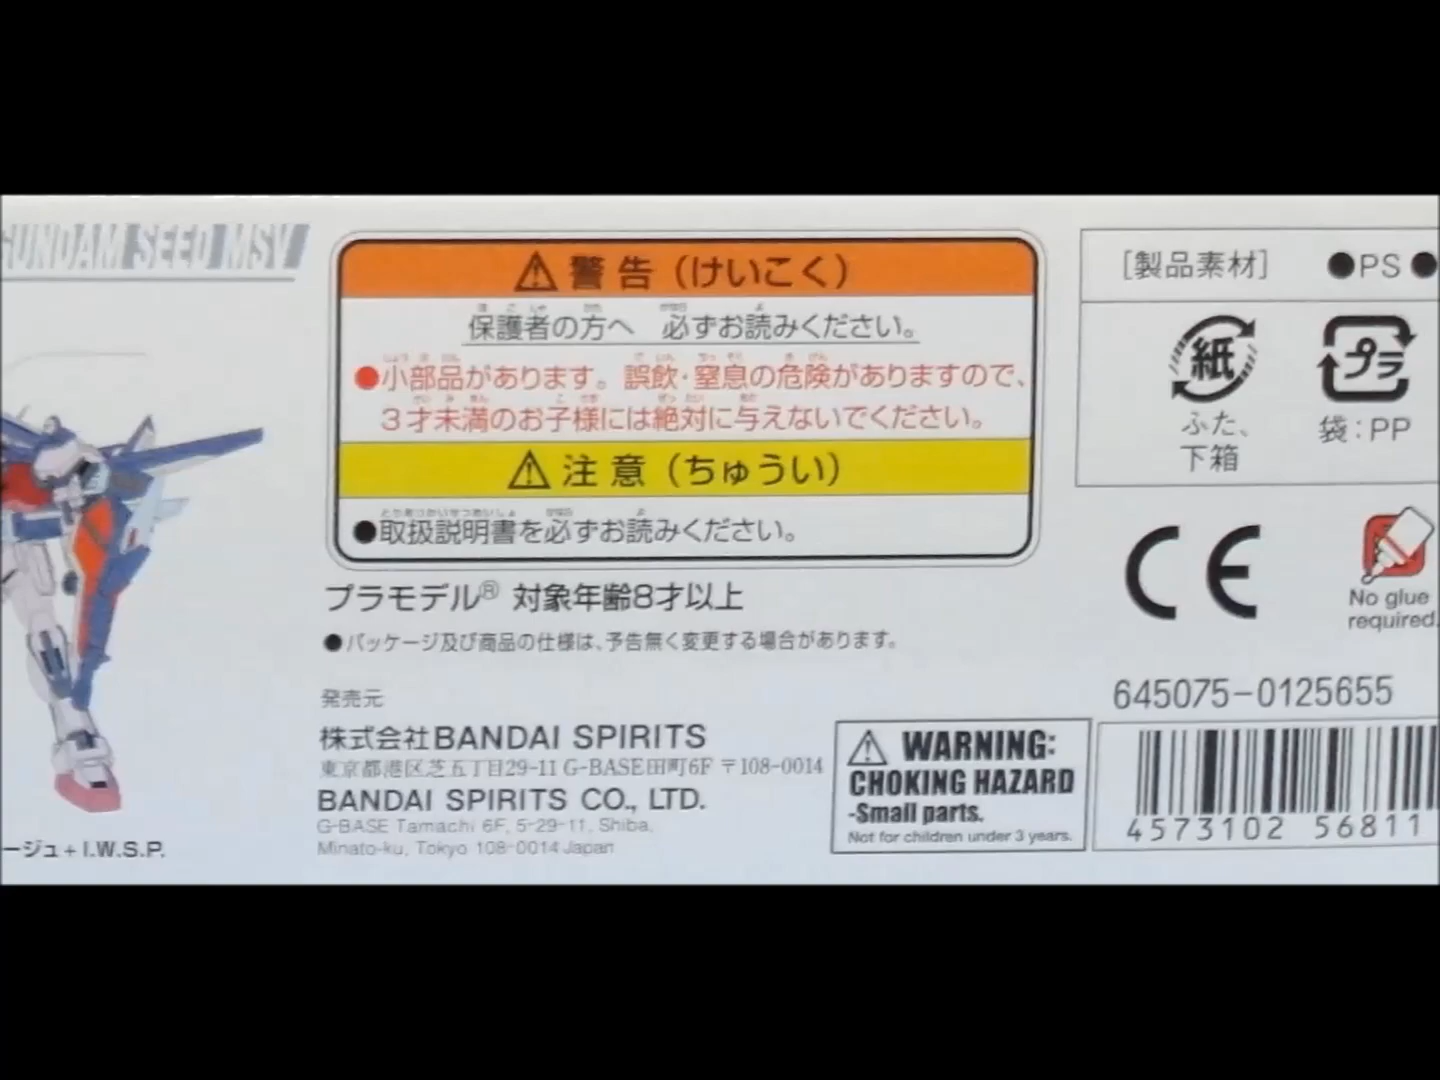 GUNDAM SEED MSV
警告（けいこく）
保護者の方へ 必ずお読みください。
●小部品があります。誤飲・窒息の危険がありますので、
3才未満のお子様には絶対に与えないでください。
注意（ちゅうい）
●取扱説明書を必ずお読みください。
プラモデル® 対象年齢8才以上
●パッケージ及び商品の仕様は、予告無く変更する場合があります。
発売元
株式会社BANDAI SPIRITS
東京都港区芝五丁目29-11 G-BASE田町6F 〒108-0014
BANDAI SPIRITS CO., LTD.
G-BASE Tamachi 6F, 5-29-11, Shiba,
Minato-ku, Tokyo 108-0014 Japan
ージュ+I.W.S.P.
WARNING:
CHOKING HAZARD
-Small parts.
Not for children under 3 years.
[製品素材] ●PS ●
紙
ふた、
下箱
プラ
袋:PP
CE
No glue
required.
645075-0125655
4573102 56811